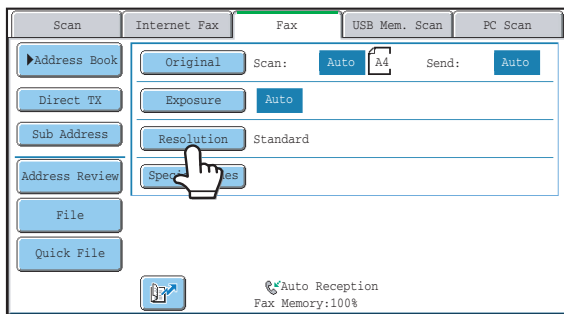 Scan Internet Fax Fax USB Mem. Scan PC Scan
Address Book
Original Scan: Auto A4 Send: Auto
Direct TX
Exposure Auto
Sub Address
Resolution Standard
Address Review
File
Quick File
Auto Reception
Fax Memory:100%